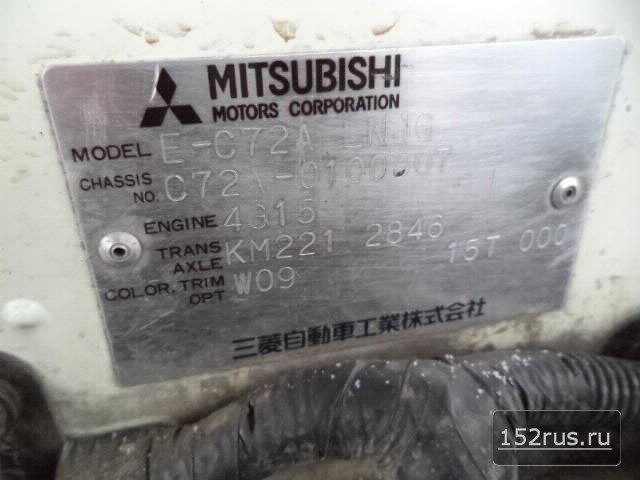 MITSUBISHI
MOTORS CORPORATION
MODEL E-C72A
CHASSIS NO.
ENGINE 4G15
TRANS AXLE KM221 2846 15T 000
COLOR, TRIM OPT W09
三菱自動車工業株式会社
152rus.ru